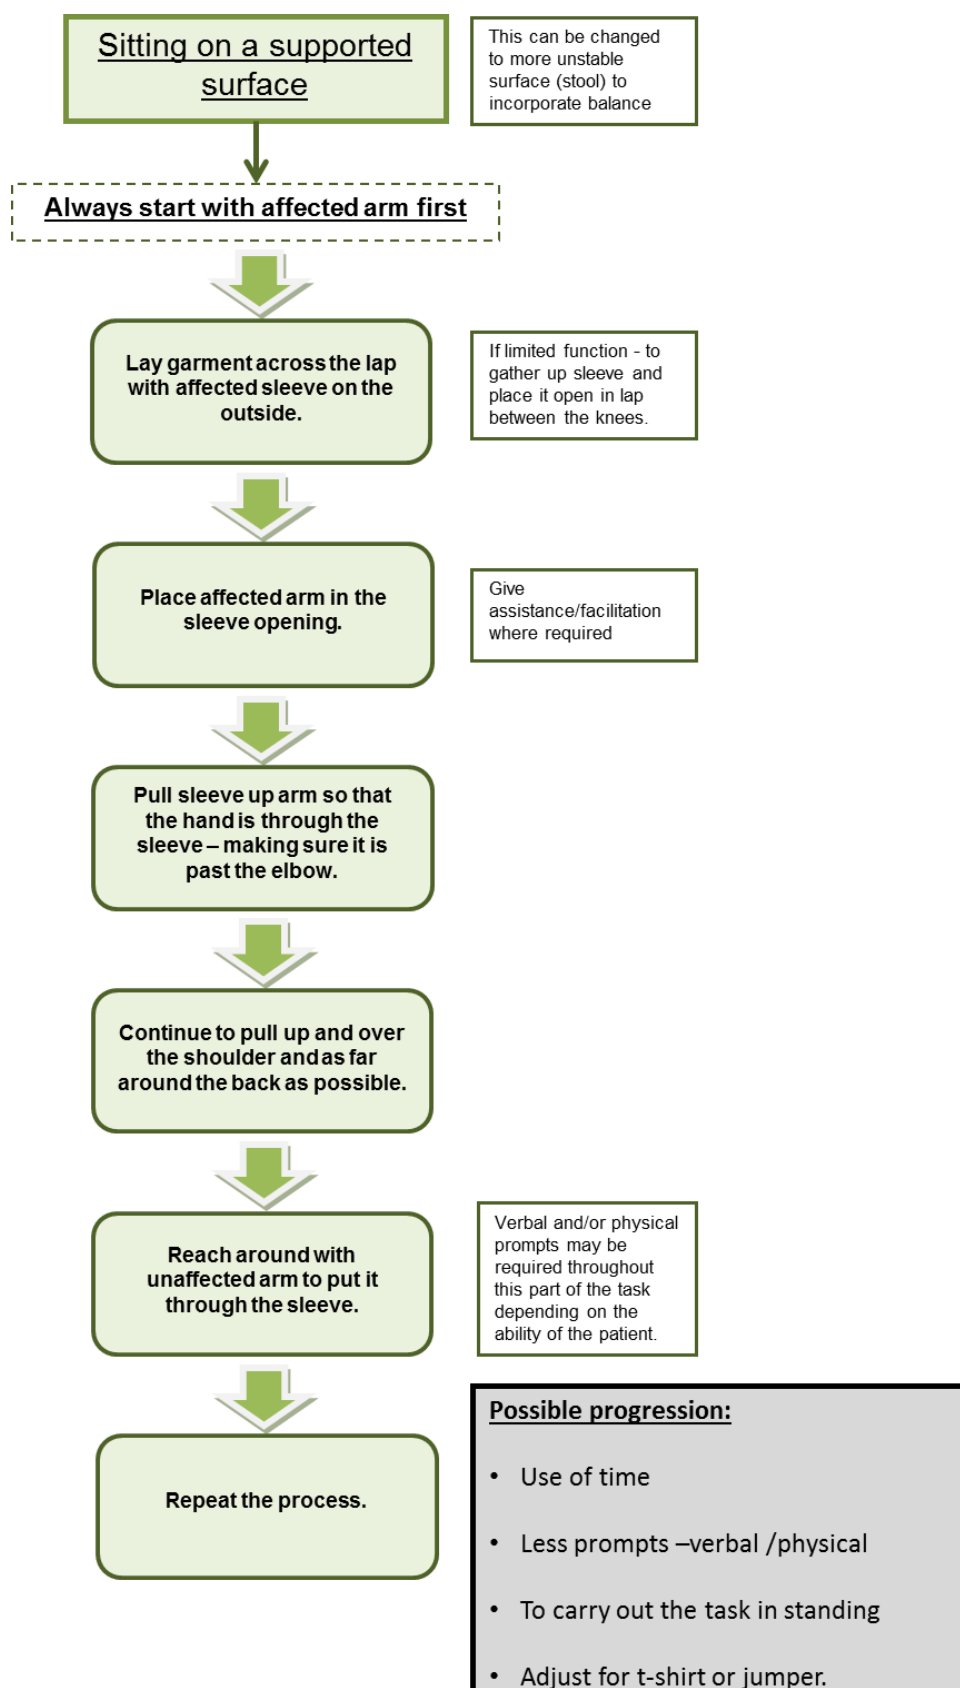 Sitting on a supported
surface
This can be changed
to more unstable
surface (stool) to
incorporate balance
Always start with affected arm first
Lay garment across the lap
with affected sleeve on the
outside.
If limited function - to
gather up sleeve and
place it open in lap
between the knees.
Place affected arm in the
sleeve opening.
Give
assistance/facilitation
where required
Pull sleeve up arm so that
the hand is through the
sleeve – making sure it is
past the elbow.
Continue to pull up and over
the shoulder and as far
around the back as possible.
Reach around with
unaffected arm to put it
through the sleeve.
Verbal and/or physical
prompts may be
required throughout
this part of the task
depending on the
ability of the patient.
Repeat the process.
Possible progression:
• Use of time
• Less prompts –verbal /physical
• To carry out the task in standing
• Adjust for t-shirt or jumper.